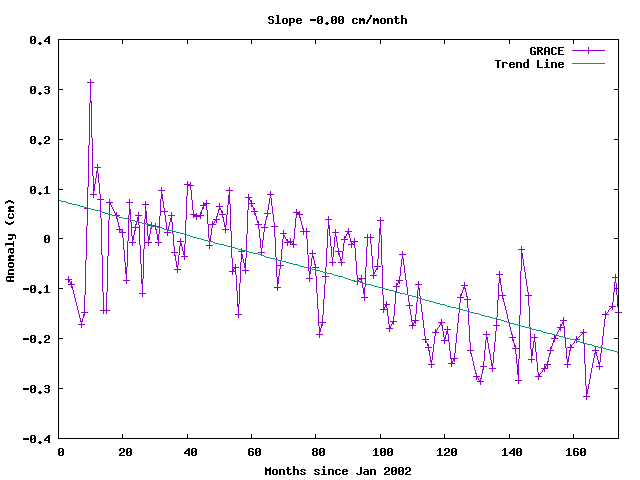 Slope -0.00 cm/month
GRACE
Trend Line
0.4
0.3
0.2
0.1
0
-0.1
-0.2
-0.3
-0.4
Anomaly (cm)
0 20 40 60 80 100 120 140 160
Months since Jan 2002